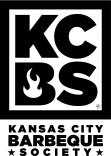 KC
BS®
KANSAS CITY
BARBEQUE
★ SOCIETY ★